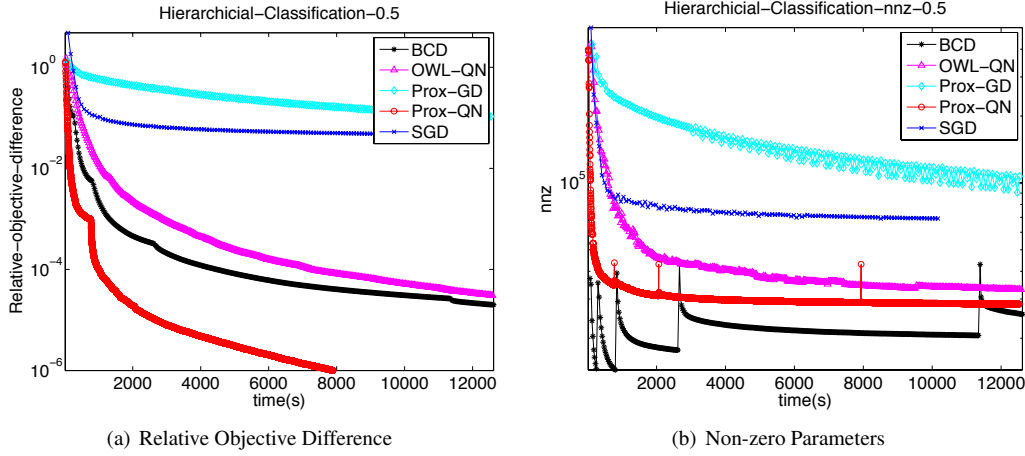 Hierarchicial-Classification-0.5
Relative-objective-difference
10^0
10^-2
10^-4
10^-6
2000 4000 6000 8000 10000 12000
time(s)
BCD
OWL-QN
Prox-GD
Prox-QN
SGD
(a) Relative Objective Difference
Hierarchicial-Classification-nnz-0.5
nnz
10^5
2000 4000 6000 8000 10000 12000
time(s)
BCD
OWL-QN
Prox-GD
Prox-QN
SGD
(b) Non-zero Parameters